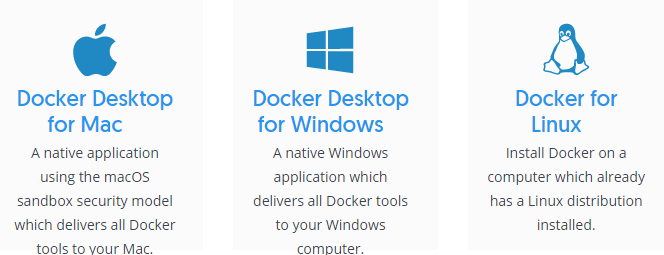 Docker Desktop
for Mac
A native application
using the macOS
sandbox security model
which delivers all Docker
tools to your Mac.
Docker Desktop
for Windows
A native Windows
application which
delivers all Docker tools
to your Windows
computer.
Docker for
Linux
Install Docker on a
computer which already
has a Linux distribution
installed.